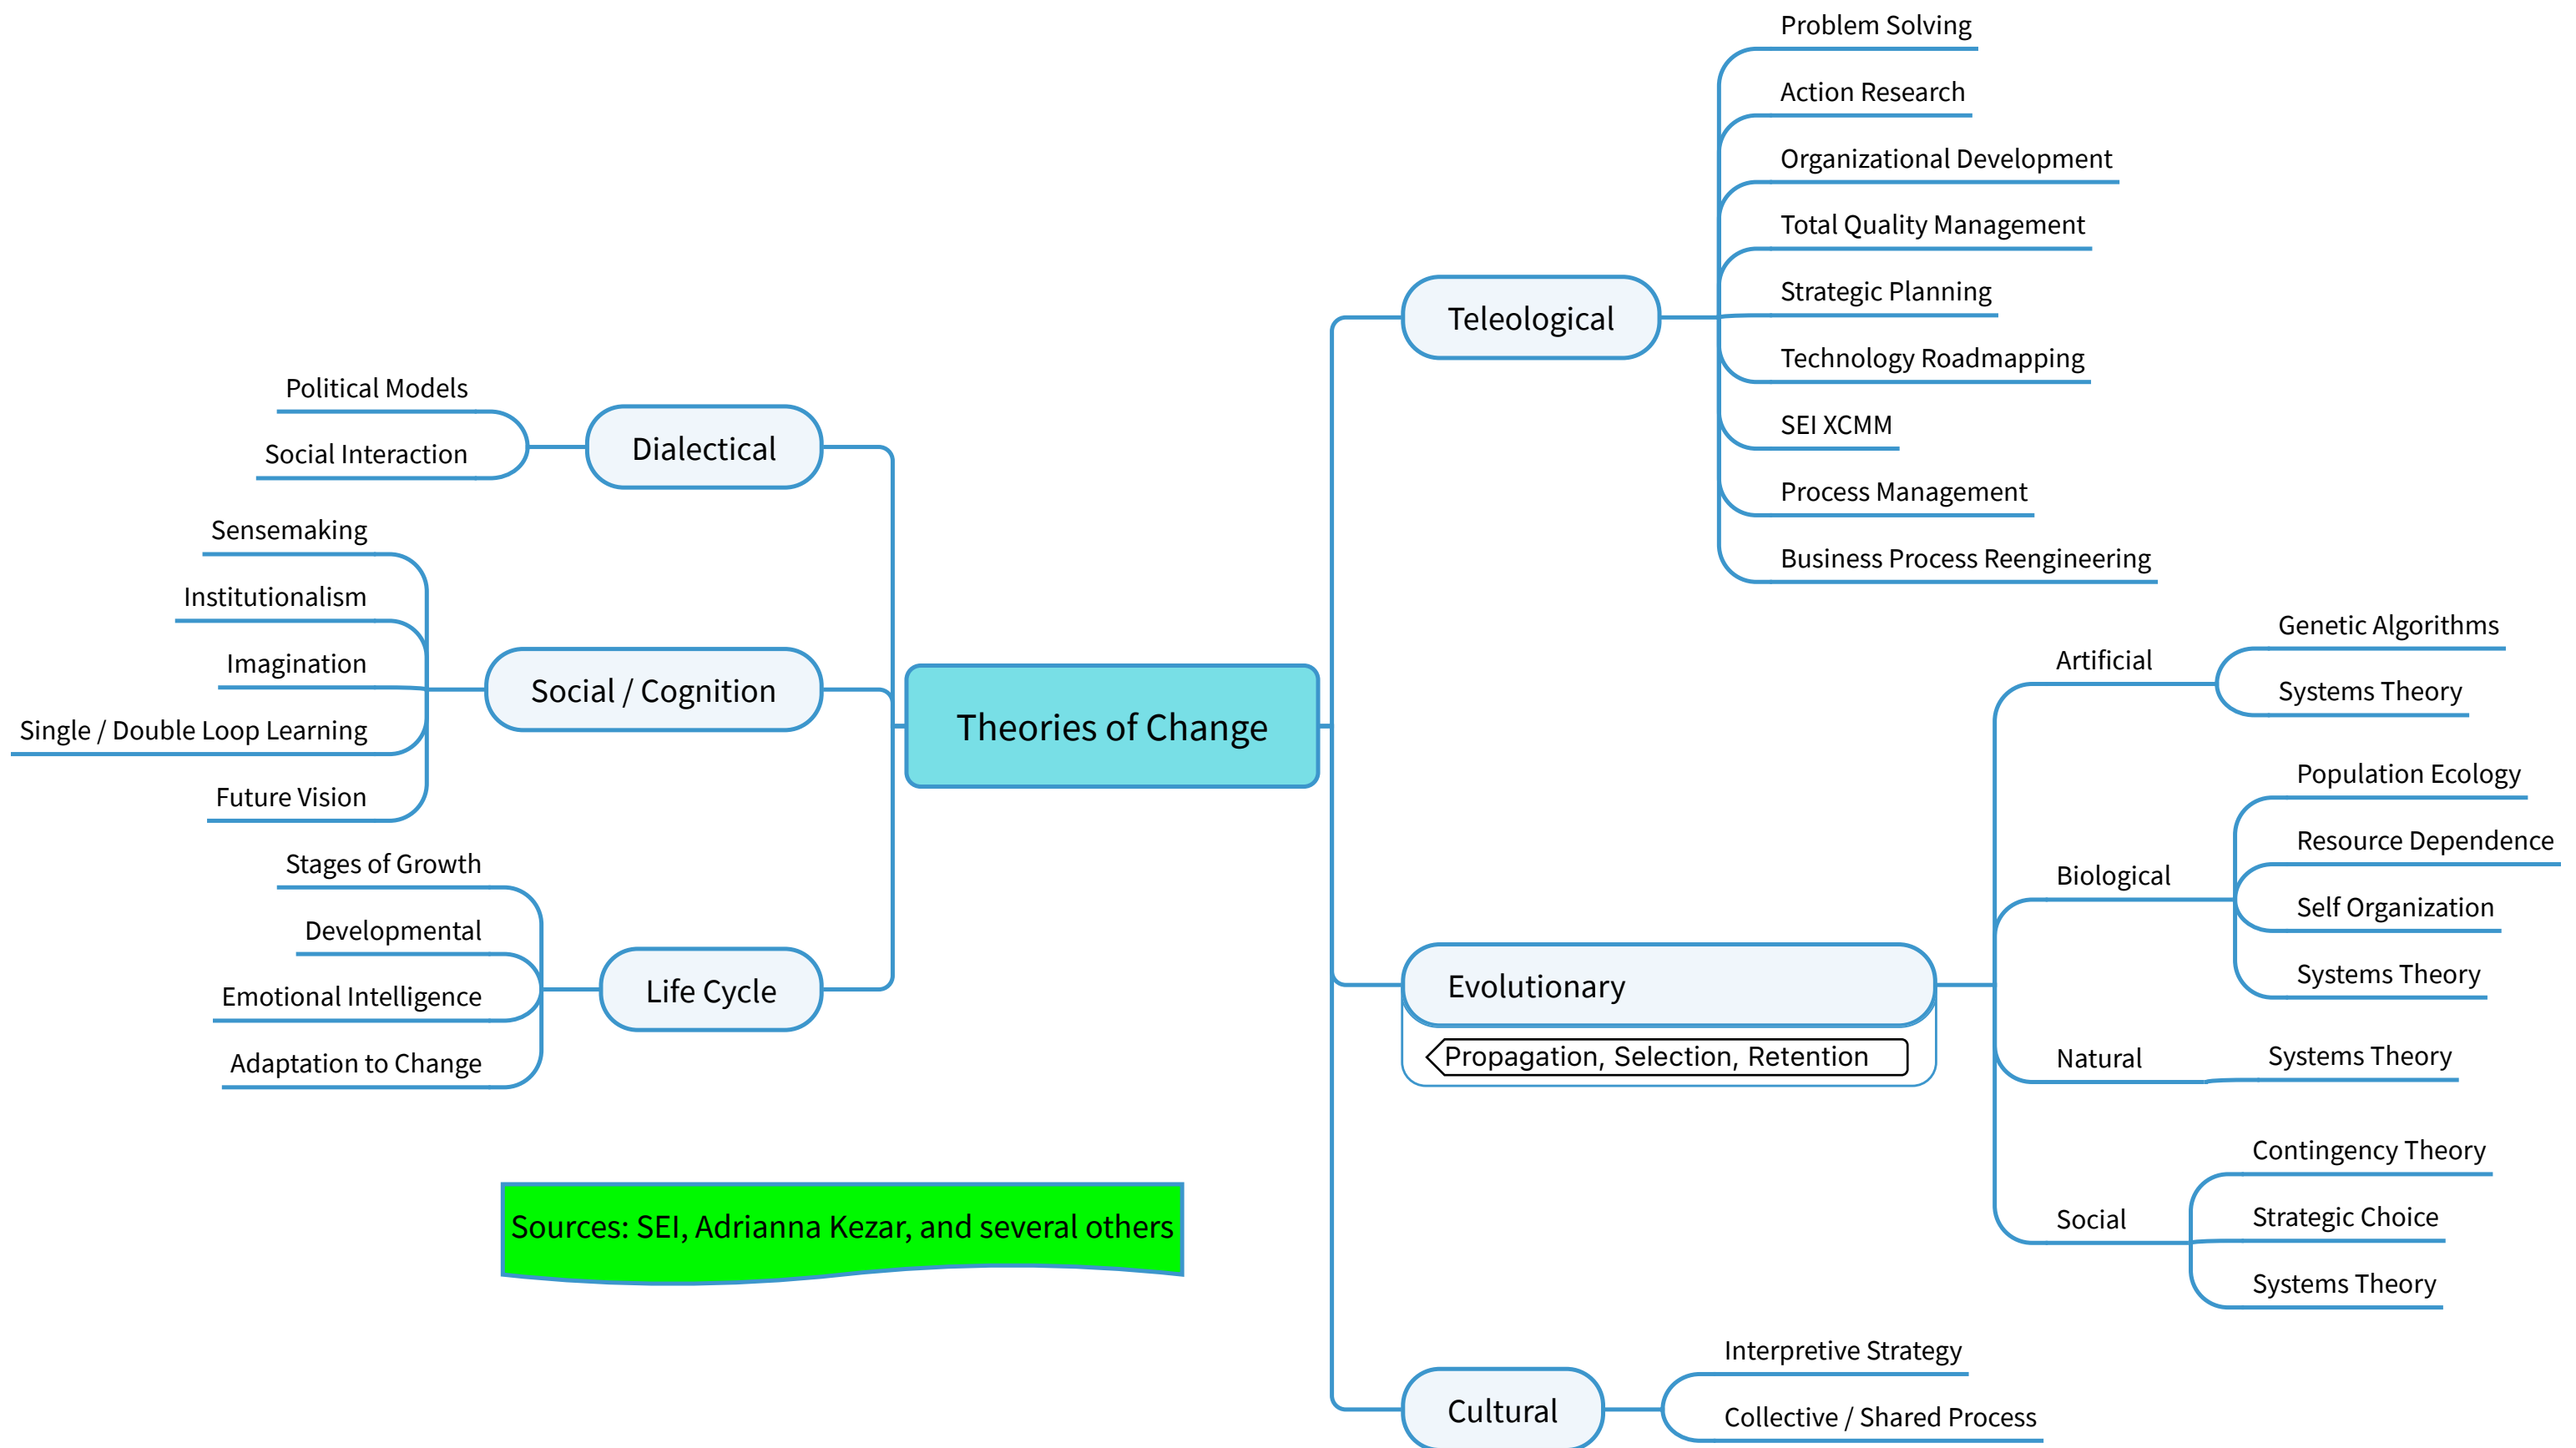 Theories of Change
Teleological
Problem Solving
Action Research
Organizational Development
Total Quality Management
Strategic Planning
Technology Roadmapping
SEI XCMM
Process Management
Business Process Reengineering
Evolutionary
Propagation, Selection, Retention
Artificial
Genetic Algorithms
Systems Theory
Biological
Population Ecology
Resource Dependence
Self Organization
Systems Theory
Natural
Systems Theory
Social
Contingency Theory
Strategic Choice
Systems Theory
Cultural
Interpretive Strategy
Collective / Shared Process
Dialectical
Political Models
Social Interaction
Social / Cognition
Sensemaking
Institutionalism
Imagination
Single / Double Loop Learning
Future Vision
Life Cycle
Stages of Growth
Developmental
Emotional Intelligence
Adaptation to Change
Sources: SEI, Adrianna Kezar, and several others